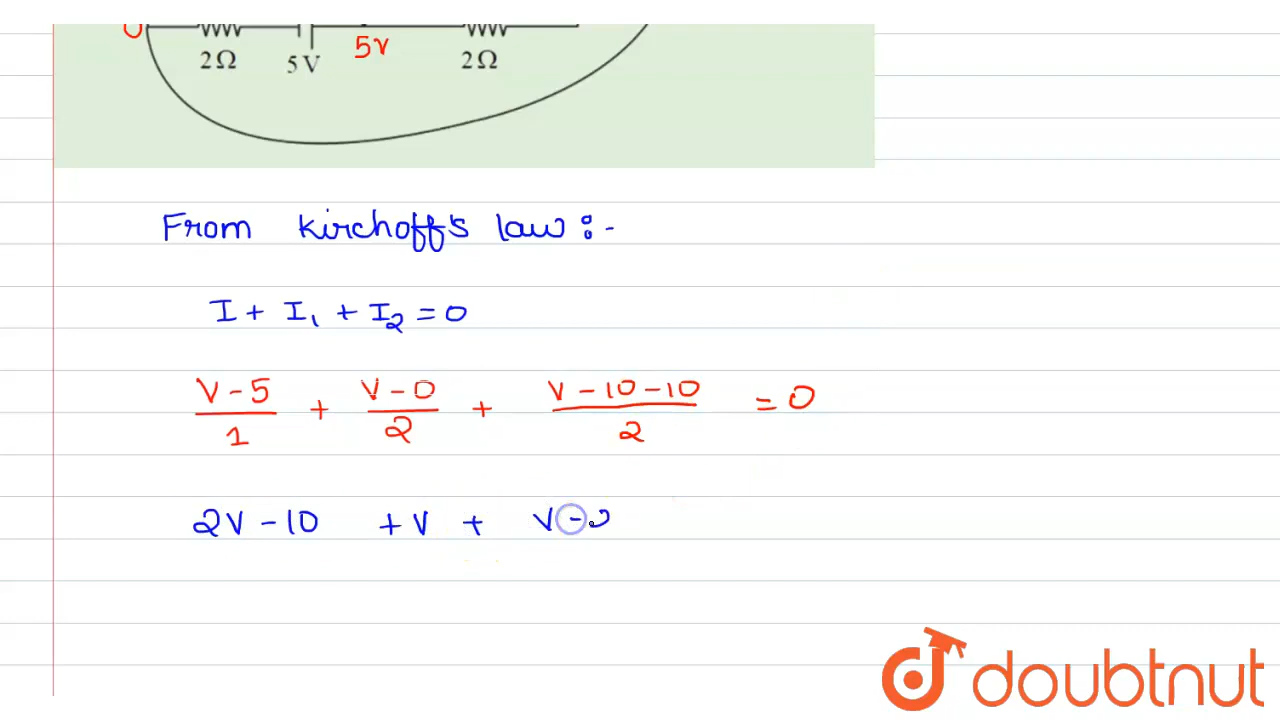 0
2Ω 5V 5V 2Ω
From Kirchoff's law :-
I + I₁ + I₂ = 0
V - 5 / 1 + V - 0 / 2 + V - 10 - 10 / 2 = 0
2V - 10 + V + V -
doubtnut